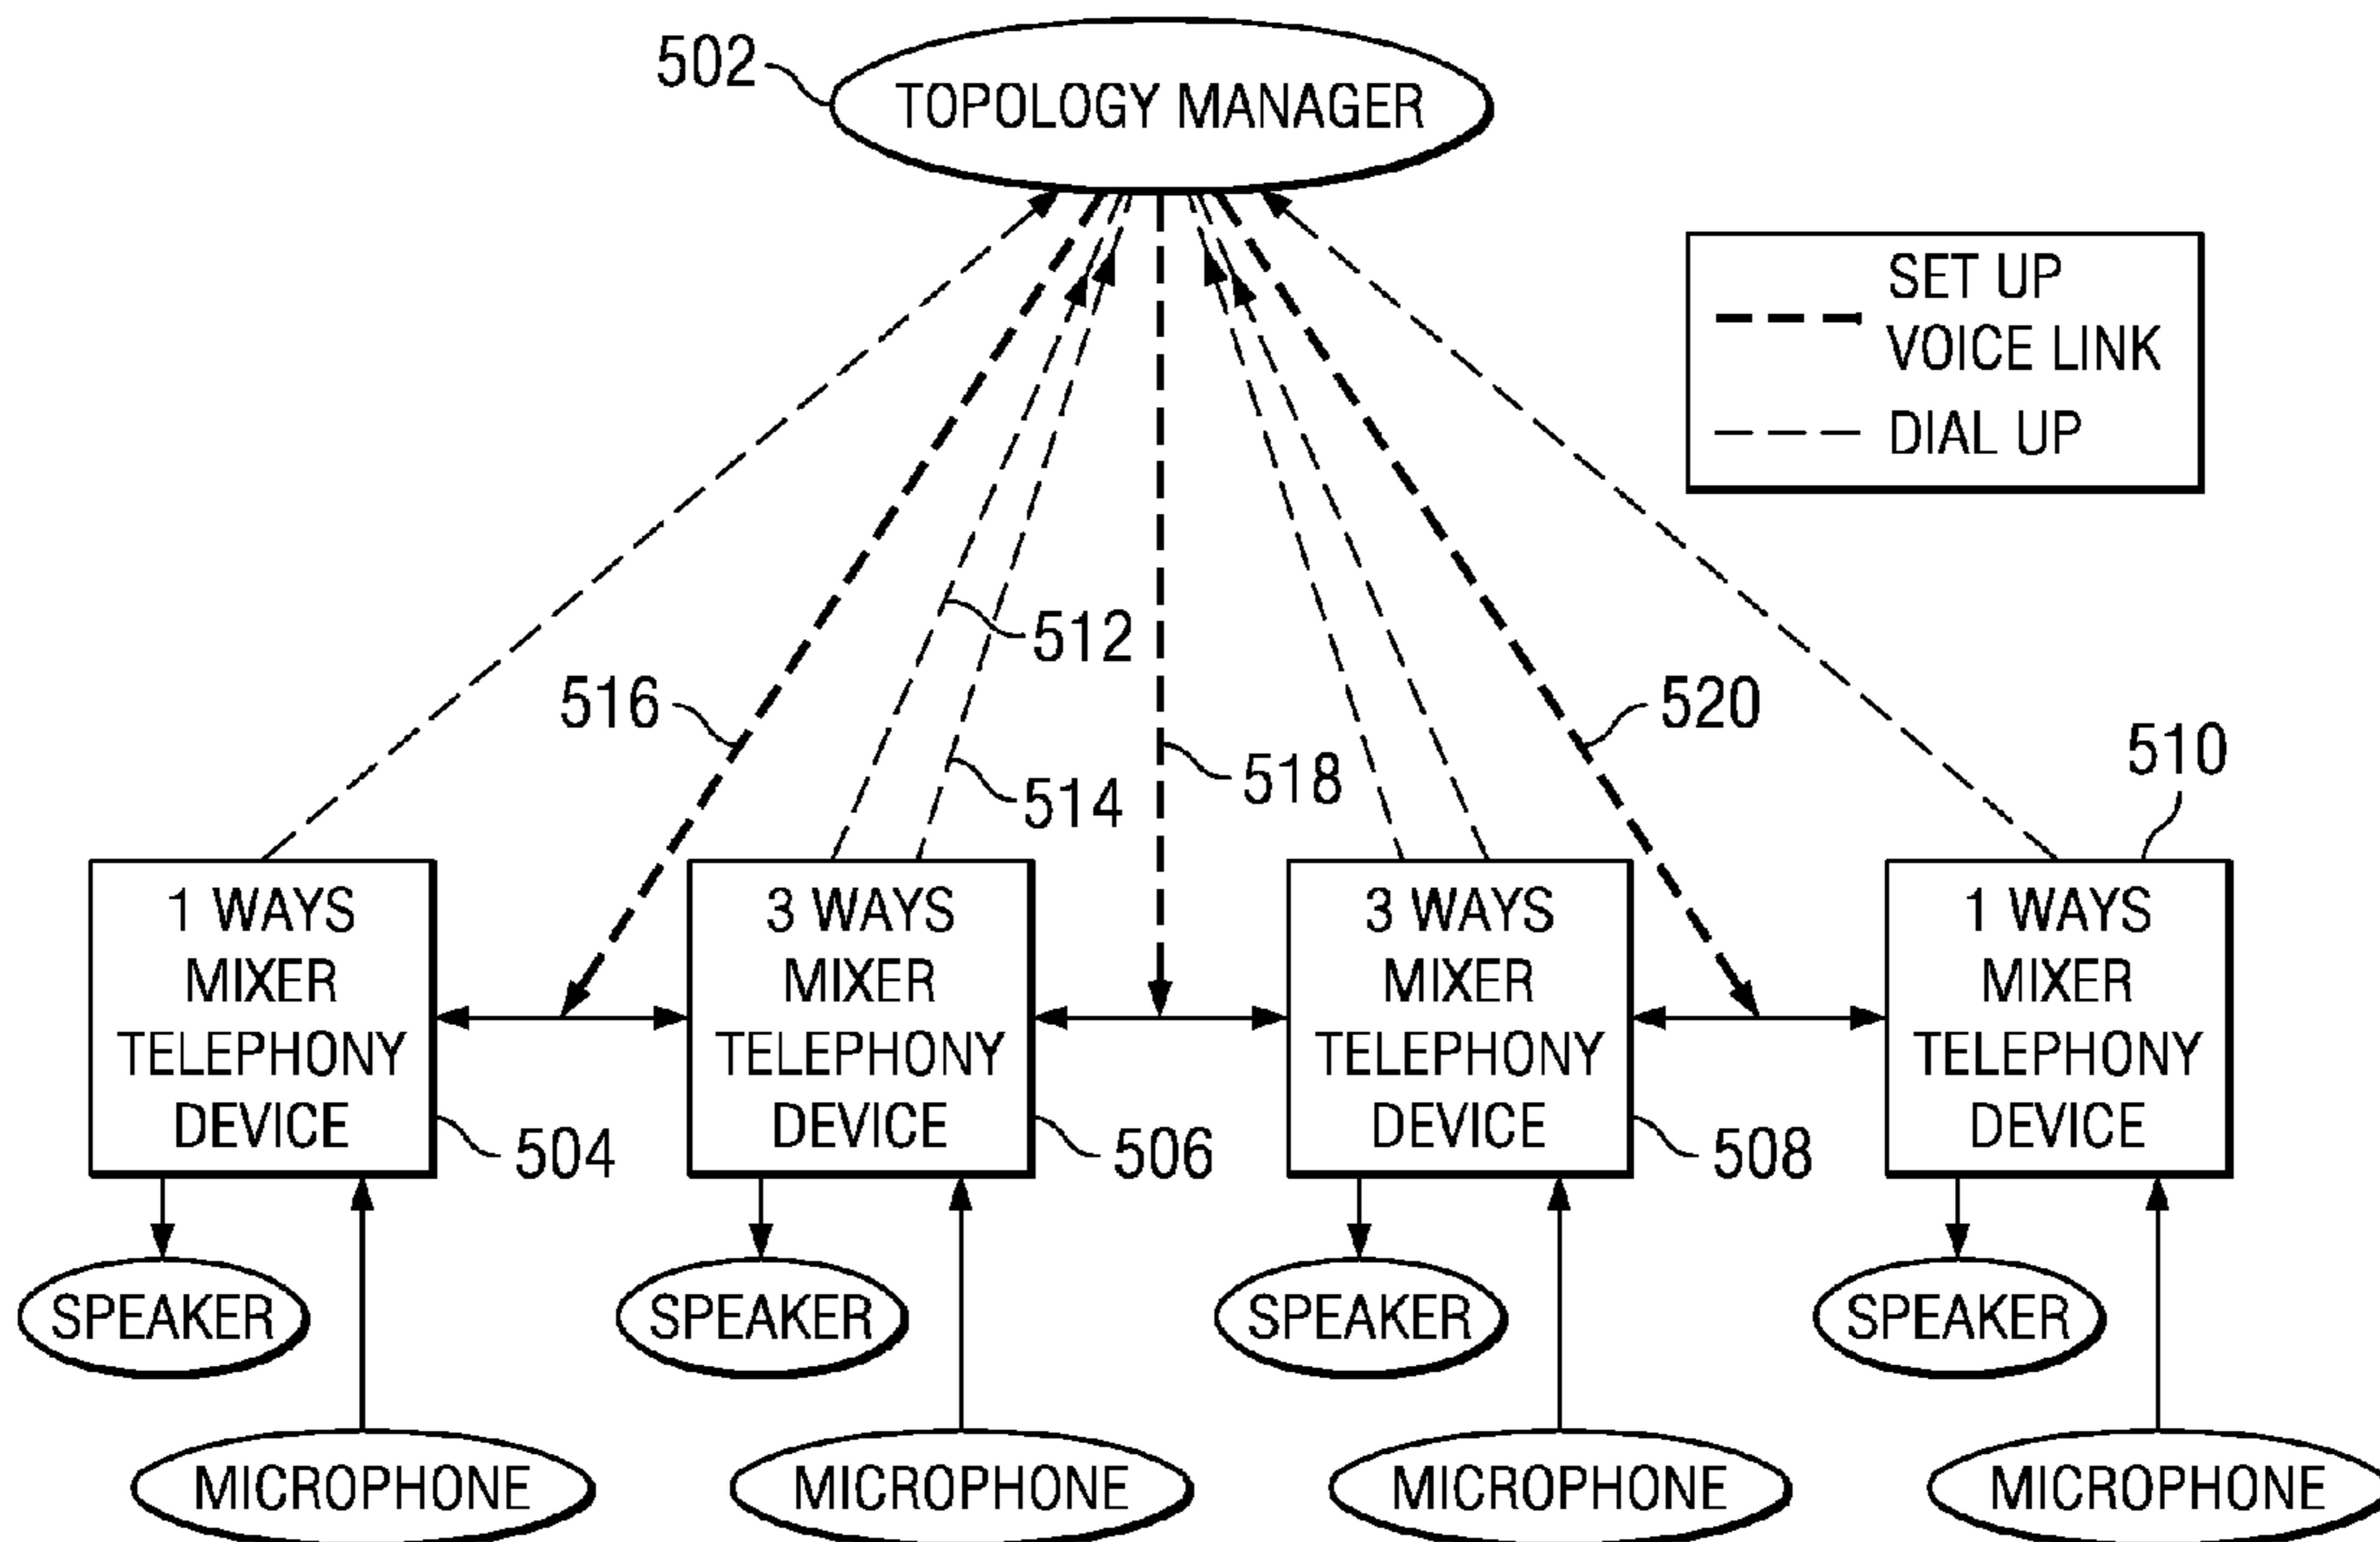 502
TOPOLOGY MANAGER
SET UP
VOICE LINK
DIAL UP
512
516
520
518
514
510
1 WAYS
MIXER
TELEPHONY
DEVICE
504
3 WAYS
MIXER
TELEPHONY
DEVICE
506
3 WAYS
MIXER
TELEPHONY
DEVICE
508
1 WAYS
MIXER
TELEPHONY
DEVICE
SPEAKER
SPEAKER
SPEAKER
SPEAKER
MICROPHONE
MICROPHONE
MICROPHONE
MICROPHONE